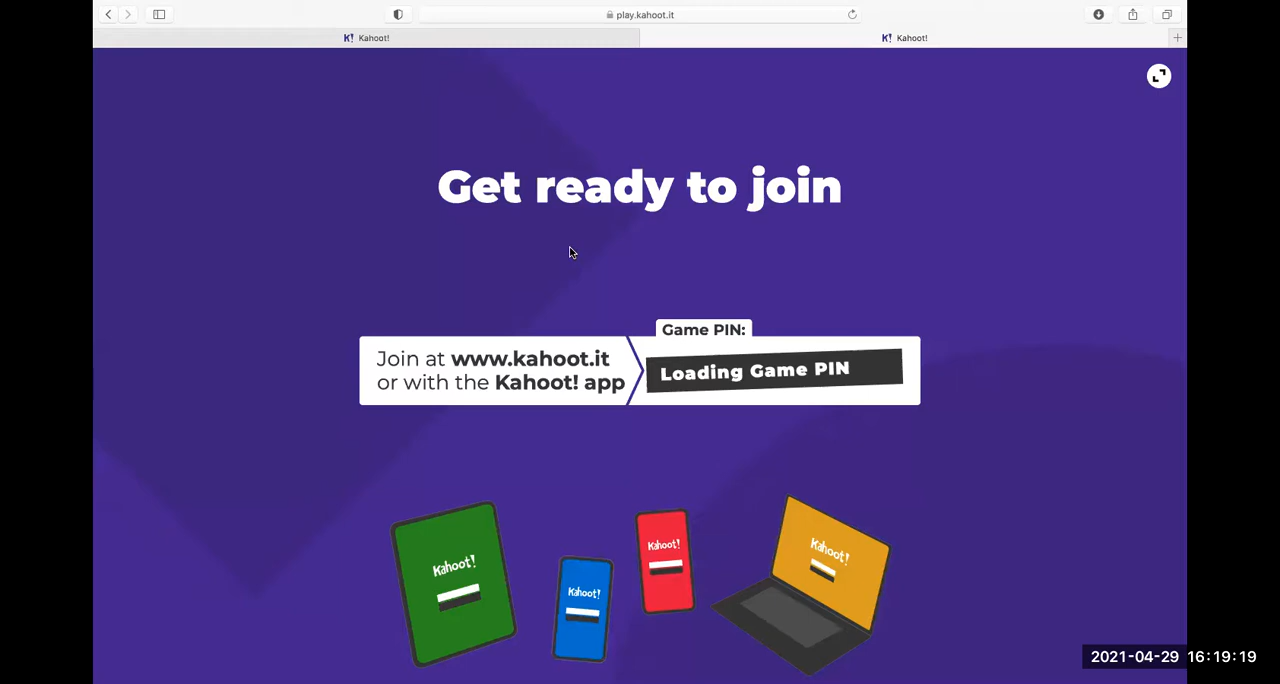 play.kahoot.it
K! Kahoot!
K! Kahoot!
Get ready to join
Game PIN:
Join at www.kahoot.it
or with the Kahoot! app
Loading Game PIN
Kahoot!
Kahoot!
Kahoot!
Kahoot!
2021-04-29 16:19:19